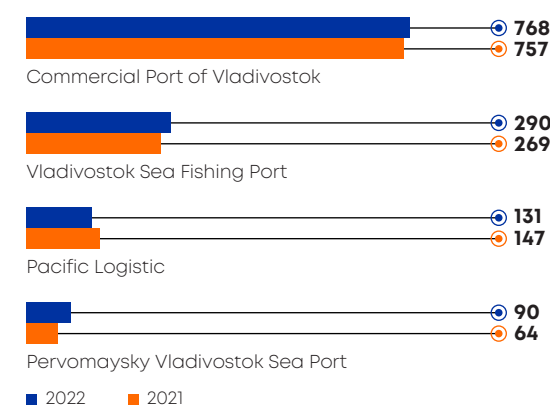 768
757
Commercial Port of Vladivostok
290
269
Vladivostok Sea Fishing Port
131
147
Pacific Logistic
90
64
Pervomaysky Vladivostok Sea Port
2022 2021